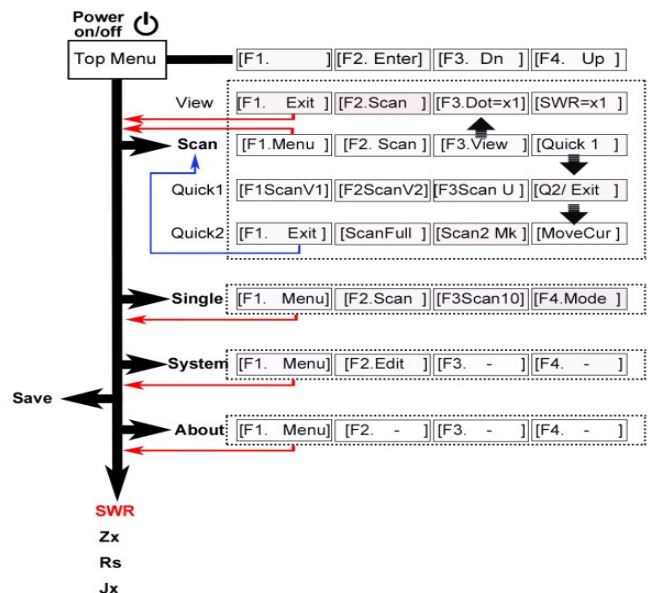 Power
on/off
Top Menu [F1. ] [F2. Enter] [F3. Dn ] [F4. Up ]
View [F1. Exit ] [F2.Scan ] [F3.Dot=x1] [SWR=x1 ]
Scan [F1.Menu ] [F2. Scan ] [F3.View ] [Quick 1 ]
Quick1 [F1ScanV1] [F2ScanV2] [F3Scan U ] [Q2/ Exit ]
Quick2 [F1. Exit ] [ScanFull ] [Scan2 Mk ] [MoveCur ]
Single [F1. Menu] [F2.Scan ] [F3Scan10] [F4.Mode ]
System [F1. Menu] [F2.Edit ] [F3. - ] [F4. - ]
Save
About [F1. Menu] [F2. - ] [F3. - ] [F4. - ]
SWR
Zx
Rs
Jx